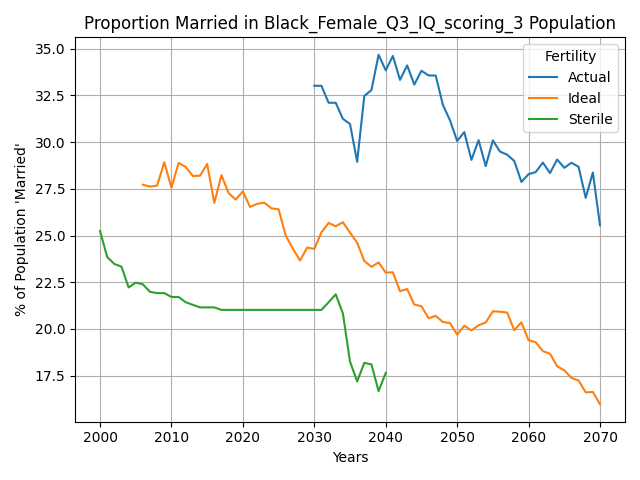 Proportion Married in Black_Female_Q3_IQ_scoring_3 Population
% of Population 'Married'
35.0
32.5
30.0
27.5
25.0
22.5
20.0
17.5
Fertility
Actual
Ideal
Sterile
2000 2010 2020 2030 2040 2050 2060 2070
Years